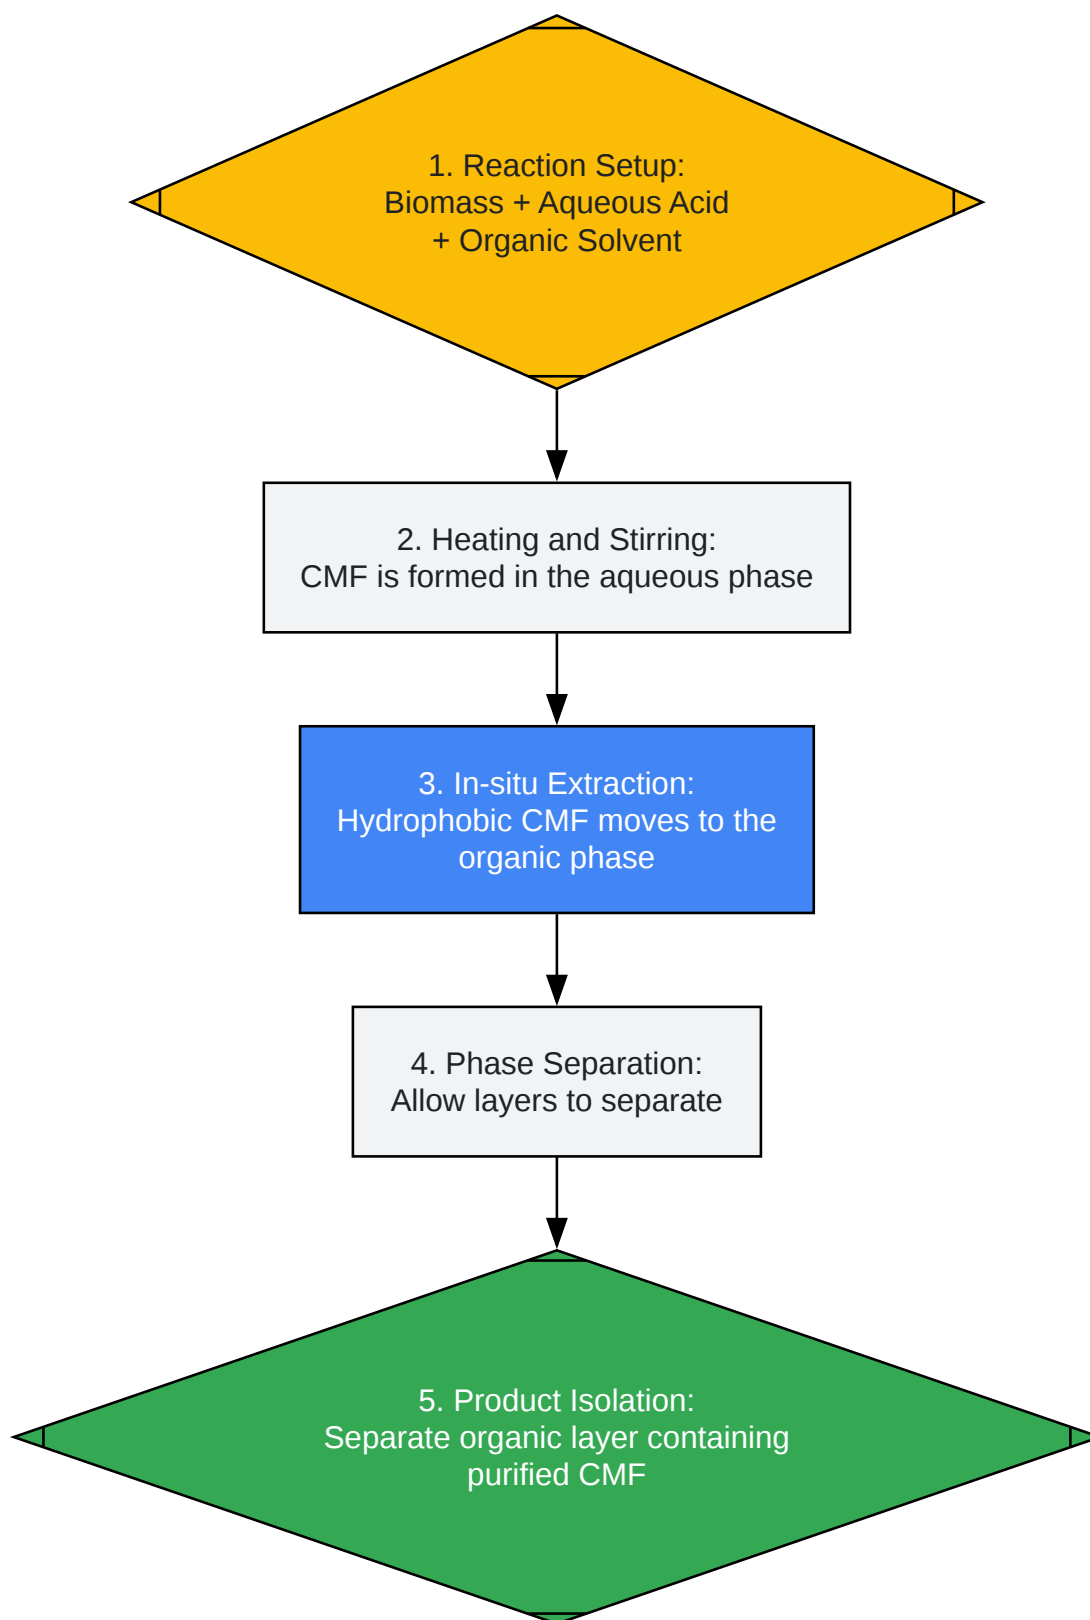 1. Reaction Setup:
Biomass + Aqueous Acid
+ Organic Solvent
2. Heating and Stirring:
CMF is formed in the aqueous phase
3. In-situ Extraction:
Hydrophobic CMF moves to the
organic phase
4. Phase Separation:
Allow layers to separate
5. Product Isolation:
Separate organic layer containing
purified CMF